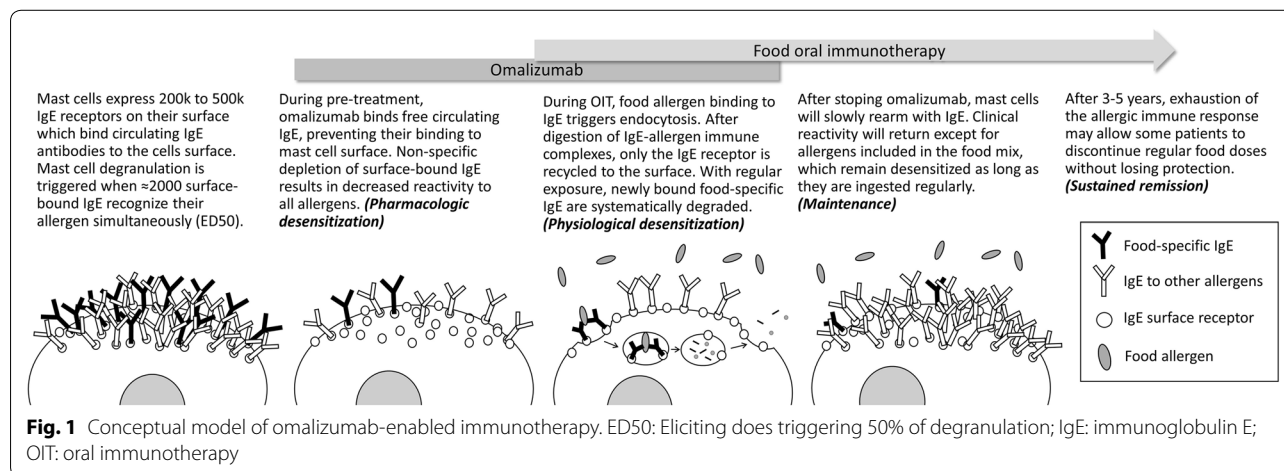 Food oral immunotherapy
Omalizumab
Mast cells express 200k to 500k
IgE receptors on their surface
which bind circulating IgE
antibodies to the cells surface.
Mast cell degranulation is
triggered when ≈2000 surface-
bound IgE recognize their
allergen simultaneously (ED50).
During pre-treatment,
omalizumab binds free circulating
IgE, preventing their binding to
mast cell surface. Non-specific
depletion of surface-bound IgE
results in decreased reactivity to
all allergens. (Pharmacologic
desensitization)
During OIT, food allergen binding to
IgE triggers endocytosis. After
digestion of IgE-allergen immune
complexes, only the IgE receptor is
recycled to the surface. With regular
exposure, newly bound food-specific
IgE are systematically degraded.
(Physiological desensitization)
After stoping omalizumab, mast cells
will slowly rearm with IgE. Clinical
reactivity will return except for
allergens included in the food mix,
which remain desensitized as long as
they are ingested regularly.
(Maintenance)
After 3-5 years, exhaustion of
the allergic immune response
may allow some patients to
discontinue regular food doses
without losing protection.
(Sustained remission)
Food-specific IgE
IgE to other allergens
IgE surface receptor
Food allergen
Fig. 1 Conceptual model of omalizumab-enabled immunotherapy. ED50: Eliciting does triggering 50% of degranulation; IgE: immunoglobulin E;
OIT: oral immunotherapy